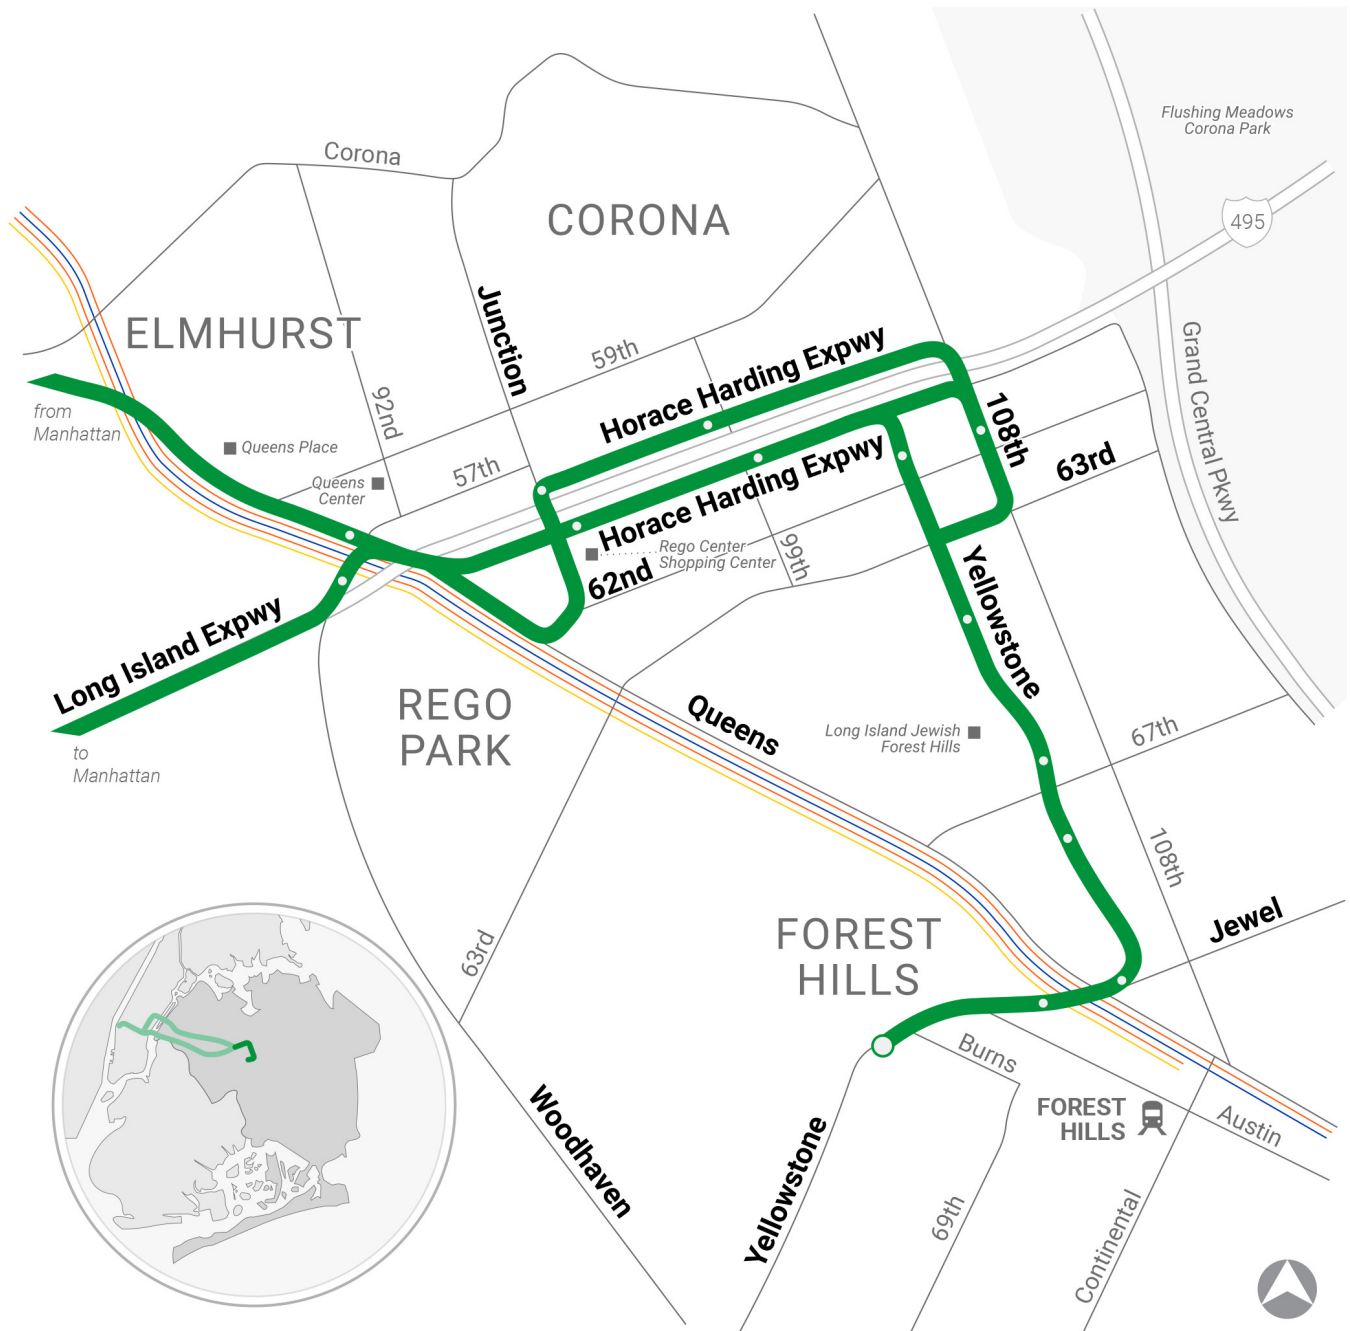 Flushing Meadows
Corona Park
Corona
CORONA
495
ELMHURST
Junction
59th
Horace Harding Expwy
Grand Central Pkwy
from
Manhattan
92nd
108th
Queens Place
Queens
Center
57th
Horace Harding Expwy
63rd
Rego Center
Shopping Center
99th
62nd
Yellowstone
Long Island Expwy
to
Manhattan
REGO
PARK
Queens
Long Island Jewish
Forest Hills
67th
108th
63rd
FOREST
HILLS
Jewel
Burns
FOREST
HILLS
Austin
Woodhaven
Yellowstone
69th
Continental